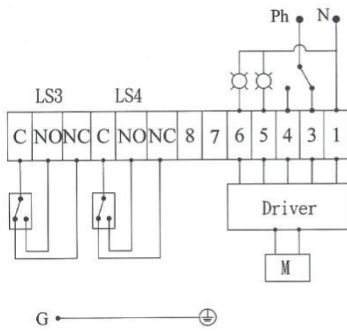 Ph N
LS3 LS4
C NO NC C NO NC 8 7 6 5 4 3 1
Driver
M
G